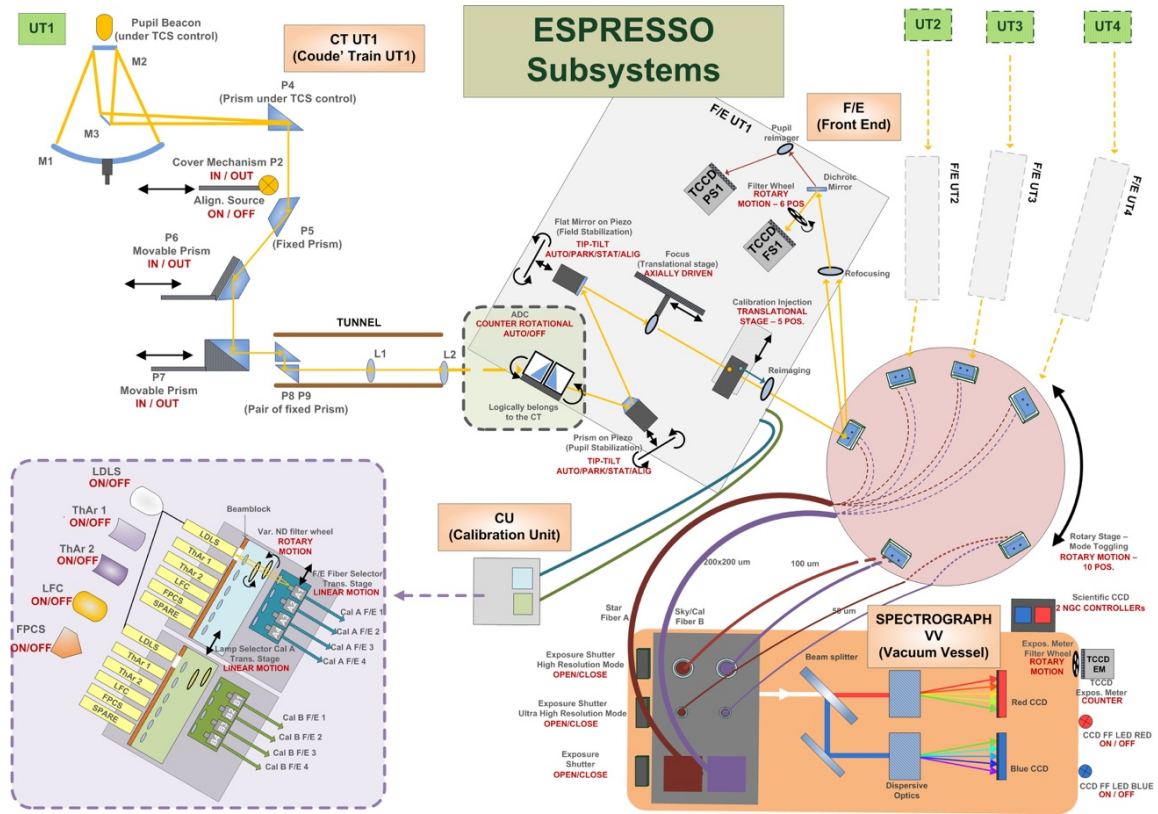 ESPRESSO
Subsystems
UT1
Pupil Beacon
(under TCS control)
M2
M3
M1
CT UT1
(Coude' Train UT1)
P4
(Prism under TCS control)
Cover Mechanism P2
IN / OUT
Align. Source
ON / OFF
P5
(Fixed Prism)
P6
Movable Prism
IN / OUT
P7
Movable Prism
IN / OUT
TUNNEL
P8 P9
(Pair of fixed Prism)
L1
L2
ADC
COUNTER ROTATIONAL
AUTO/OFF
Logically belongs
to the CT
F/E UT1
F/E
(Front End)
Pupil
reimager
TCCD
PS1
Dichroic
Mirror
Filter Wheel
ROTARY
MOTION – 6 POS
TCCD
FS1
Flat Mirror on Piezo
(Field Stabilization)
TIP-TILT
AUTO/PARK/STAT/ALIG
Focus
(Translational stage)
AXIALLY DRIVEN
Refocusing
Calibration Injection
TRANSLATIONAL
STAGE – 5 POS.
Reimaging
Prism on Piezo
(Pupil Stabilization)
TIP-TILT
AUTO/PARK/STAT/ALIG
UT2
UT3
UT4
F/E UT2
F/E UT3
F/E UT4
Rotary Stage –
Mode Toggling
ROTARY MOTION –
10 POS.
CU
(Calibration Unit)
LDLS
ON/OFF
ThAr 1
ON/OFF
ThAr 2
ON/OFF
LFC
ON/OFF
FPCS
ON/OFF
Beamblock
Var. ND filter wheel
ROTARY
MOTION
F/E Fiber Selector
Trans. Stage
LINEAR MOTION
LDLS
ThAr 1
ThAr 2
LFC
FPCS
SPARE
Cal A F/E 1
Cal A F/E 2
Cal A F/E 3
Cal A F/E 4
Lamp Selector Cal A
Trans. Stage
LINEAR MOTION
LDLS
ThAr 1
ThAr 2
LFC
FPCS
SPARE
Cal B F/E 1
Cal B F/E 2
Cal B F/E 3
Cal B F/E 4
200x200 um
100 um
50 um
Star
Fiber A
Sky/Cal
Fiber B
Exposure Shutter
High Resolution Mode
OPEN/CLOSE
Exposure Shutter
Ultra High Resolution Mode
OPEN/CLOSE
Exposure
Shutter
OPEN/CLOSE
SPECTROGRAPH
VV
(Vacuum Vessel)
Beam splitter
Dispersive
Optics
Red CCD
Blue CCD
Scientific CCD
2 NGC CONTROLLERs
Expos. Meter
Filter Wheel
ROTARY
MOTION
TCCD
EM
TCCD
Expos. Meter
COUNTER
CCD FF LED RED
ON / OFF
CCD FF LED BLUE
ON / OFF